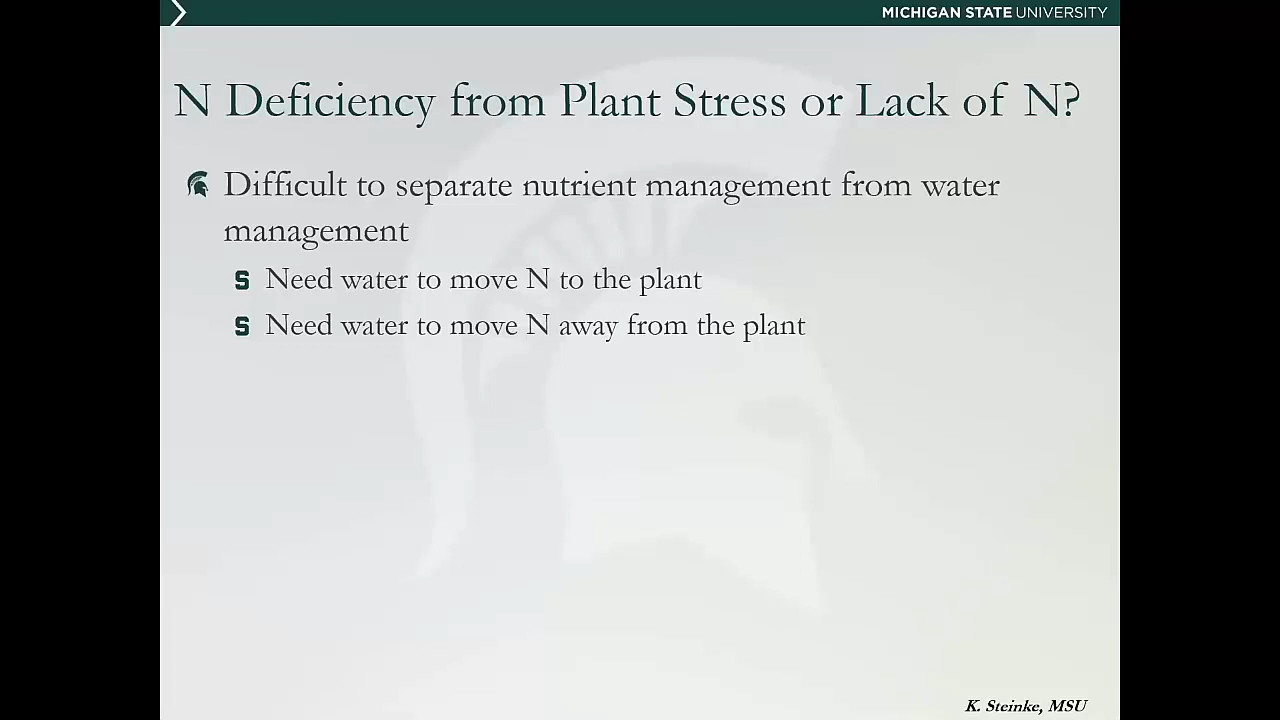 MICHIGAN STATE UNIVERSITY
N Deficiency from Plant Stress or Lack of N?
Difficult to separate nutrient management from water
management
S Need water to move N to the plant
S Need water to move N away from the plant
K. Steinke, MSU